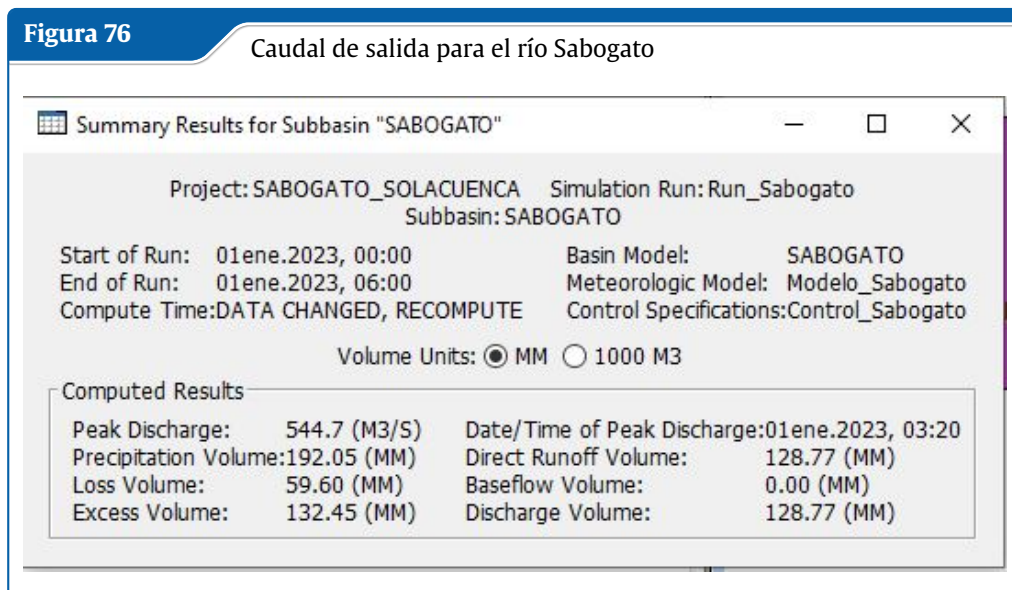 Figura 76
Caudal de salida para el río Sabogato
Summary Results for Subbasin "SABOGATO"
Project: SABOGATO_SOLACUENCA Simulation Run: Run_Sabogato
Subbasin: SABOGATO
Start of Run: 01ene.2023, 00:00 Basin Model: SABOGATO
End of Run: 01ene.2023, 06:00 Meteorologic Model: Modelo_Sabogato
Compute Time:DATA CHANGED, RECOMPUTE Control Specifications:Control_Sabogato
Volume Units: MM 1000 M3
Computed Results
Peak Discharge: 544.7 (M3/S) Date/Time of Peak Discharge:01ene.2023, 03:20
Precipitation Volume:192.05 (MM) Direct Runoff Volume: 128.77 (MM)
Loss Volume: 59.60 (MM) Baseflow Volume: 0.00 (MM)
Excess Volume: 132.45 (MM) Discharge Volume: 128.77 (MM)